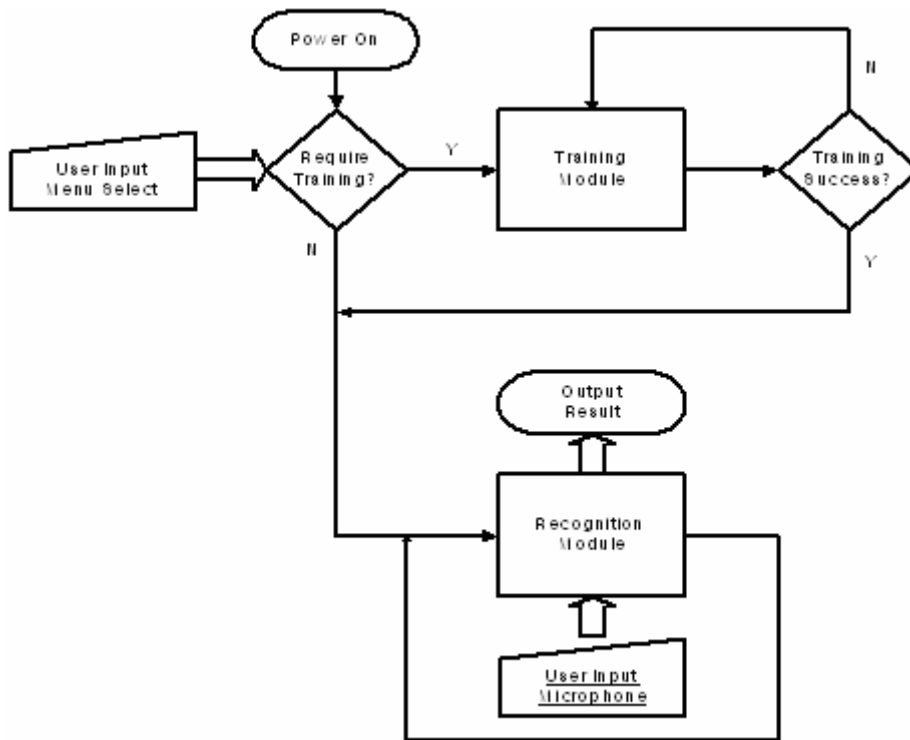 Power On
User Input
Menu Select
Require
Training?
Y
Training
Module
N
Training
Success?
N
Y
Output
Result
Recognition
Module
User Input
Microphone